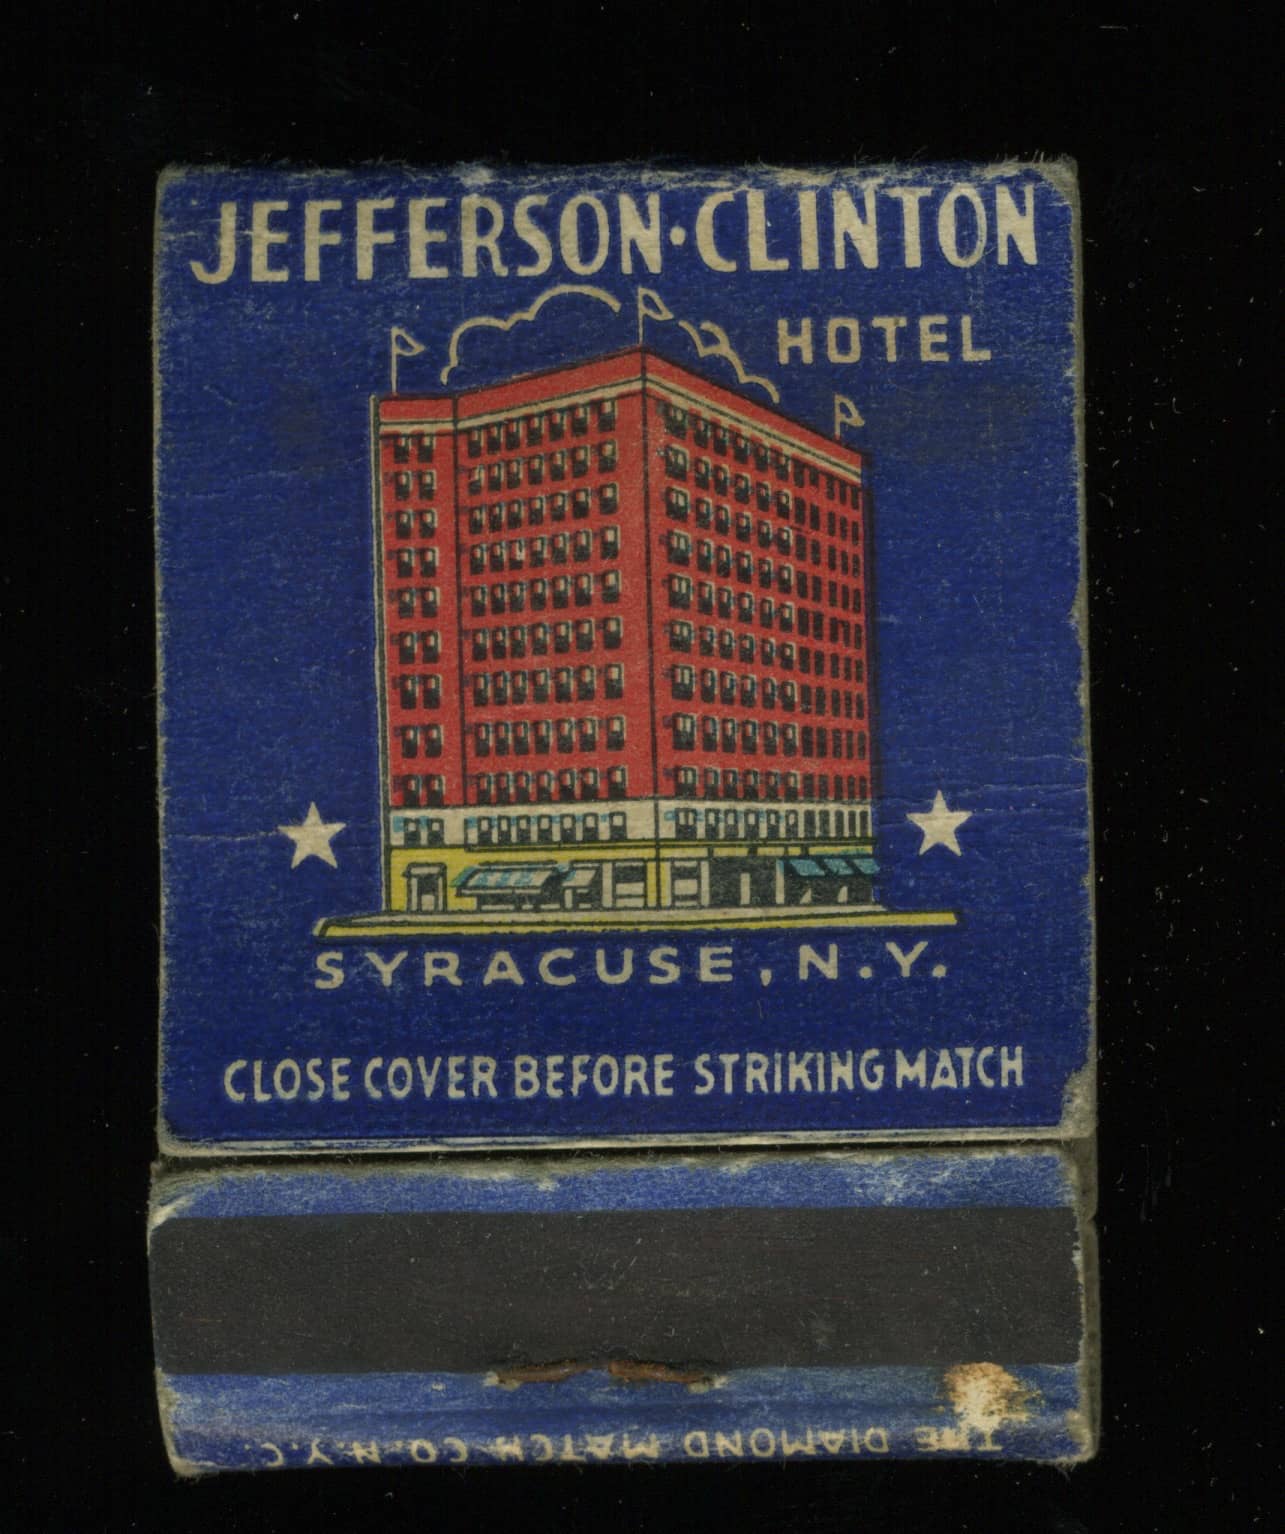 JEFFERSON·CLINTON
HOTEL
SYRACUSE, N.Y.
CLOSE COVER BEFORE STRIKING MATCH
THE DIAMOND MATCH CO. N.Y.C.